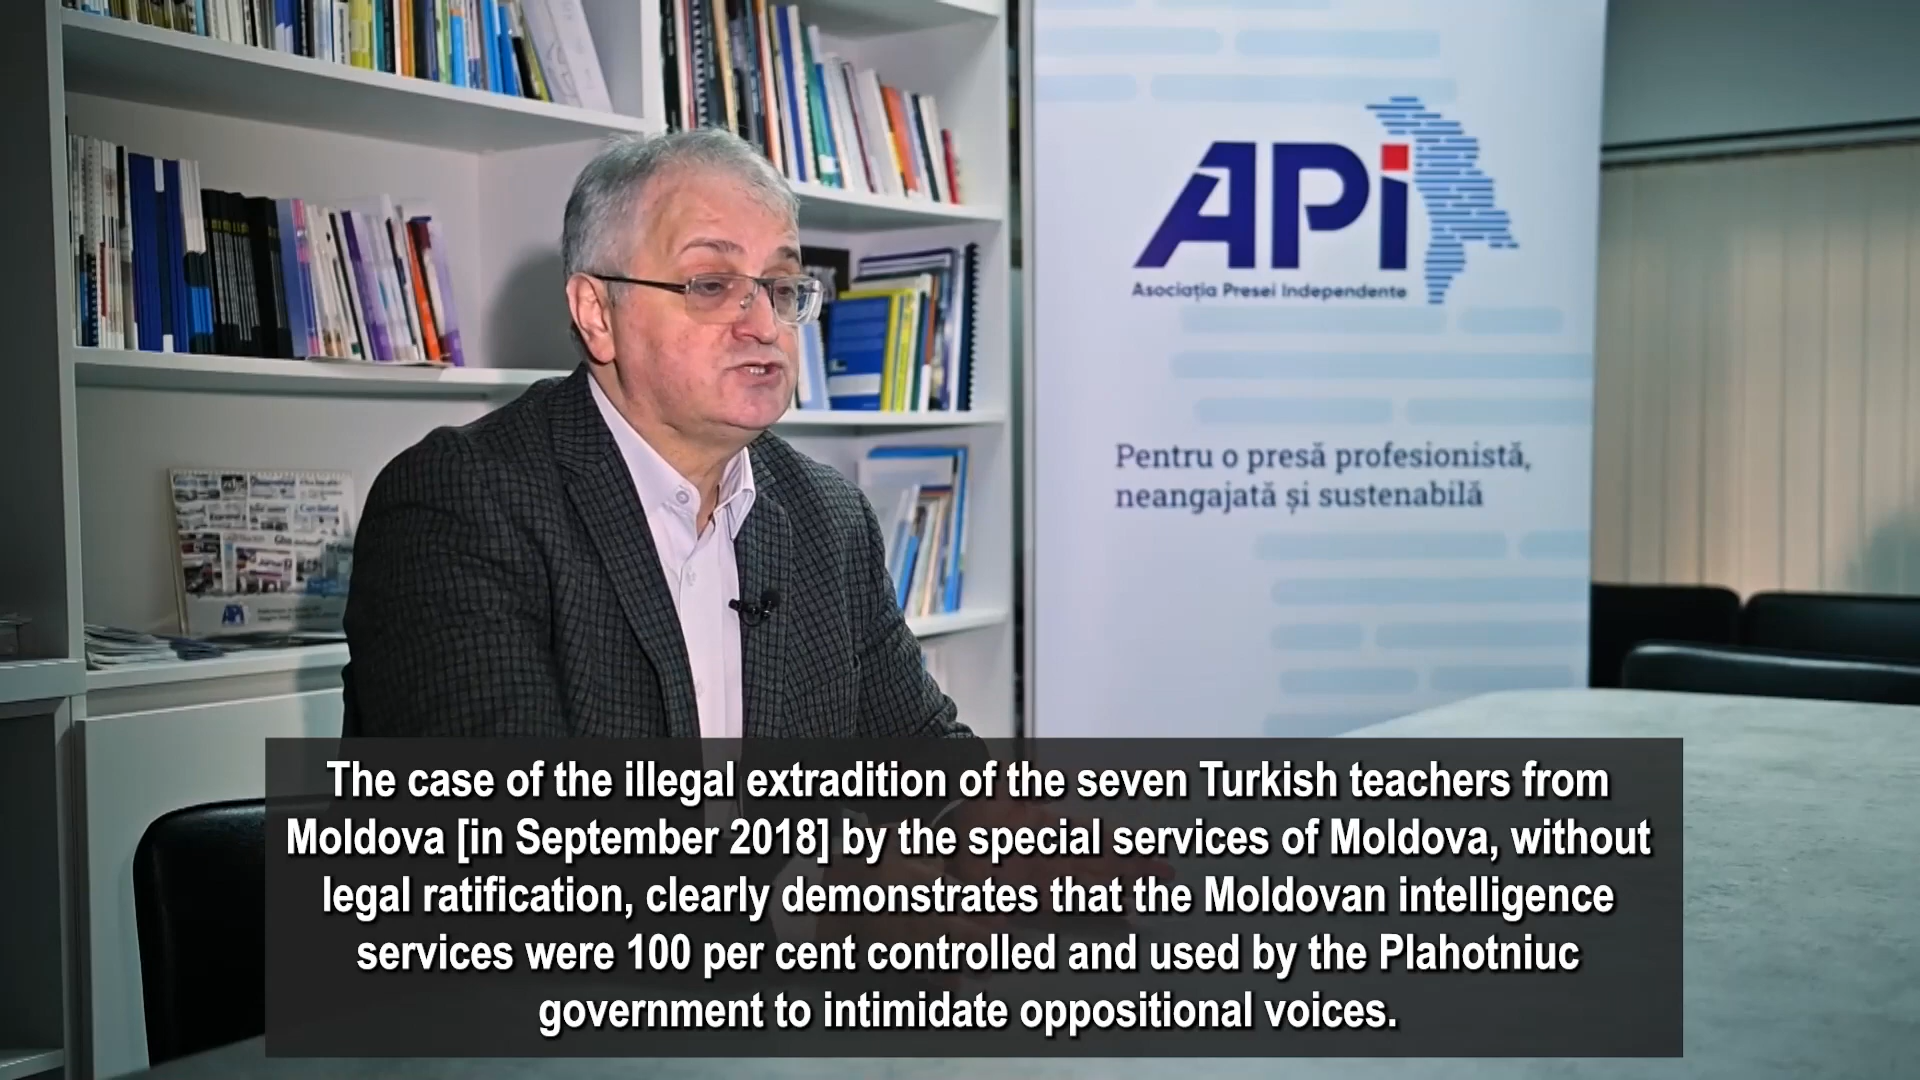 APi
Asociația Presei Independente
Pentru o presă profesionistă,
neangajată și sustenabilă
The case of the illegal extradition of the seven Turkish teachers from
Moldova [in September 2018] by the special services of Moldova, without
legal ratification, clearly demonstrates that the Moldovan intelligence
services were 100 per cent controlled and used by the Plahotniuc
government to intimidate oppositional voices.